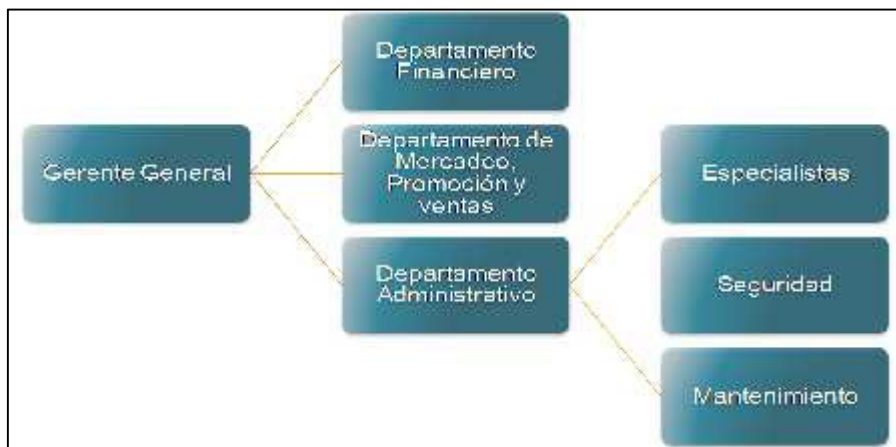 Departamento
Financiero
Gerente General
Departamento de
Mercadeo,
Promoción y
ventas
Especialistas
Departamento
Administrativo
Seguridad
Mantenimiento